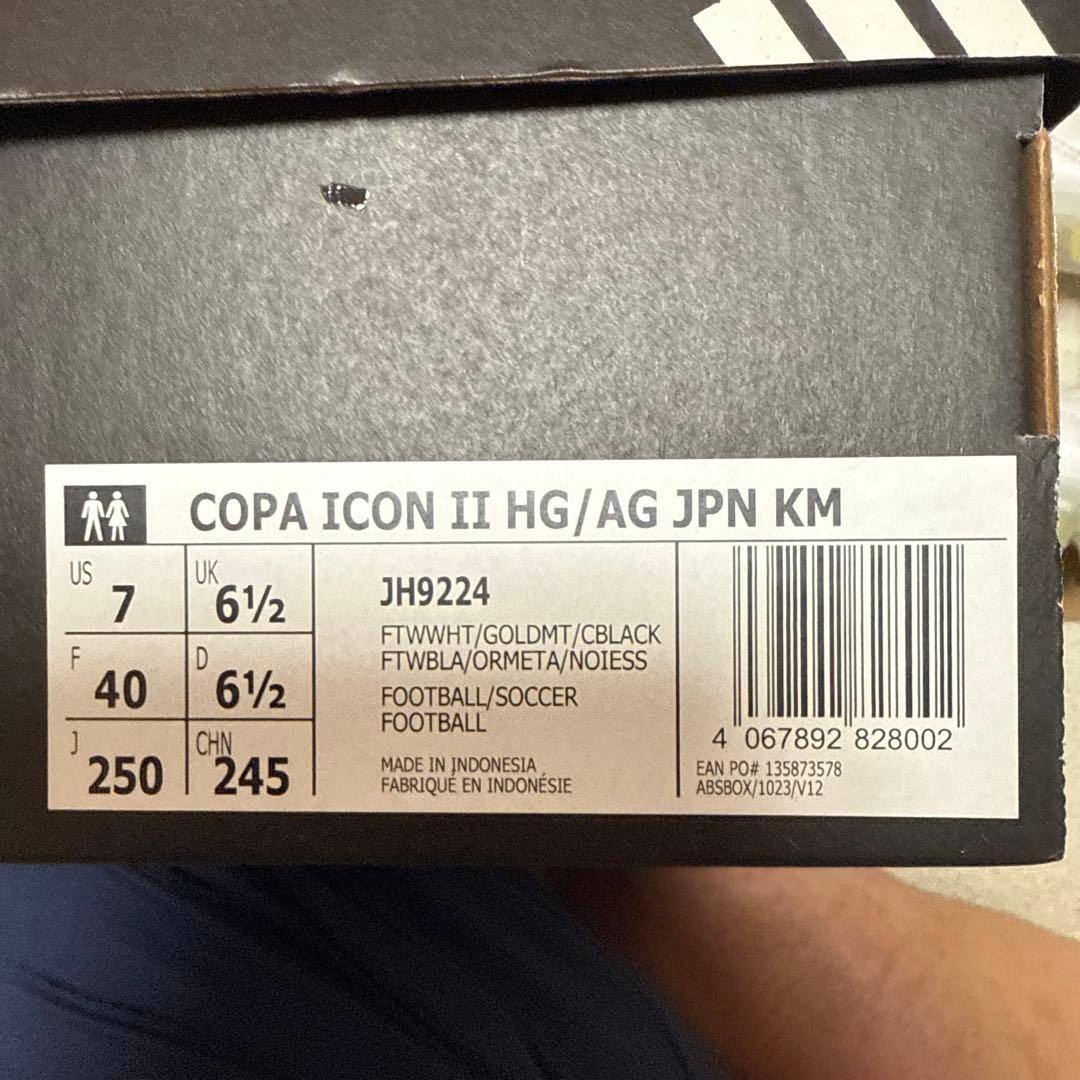 COPA ICON II HG/AG JPN KM
US 7
UK 6½
F 40
D 6½
J 250
CHN 245
JH9224
FTWWHT/GOLDMT/CBLACK
FTWBLA/ORMETA/NOIESS
FOOTBALL/SOCCER
FOOTBALL
MADE IN INDONESIA
FABRIQUÉ EN INDONÉSIE
4 067892 828002
EAN PO# 135873578
ABSBOX/1023/V12